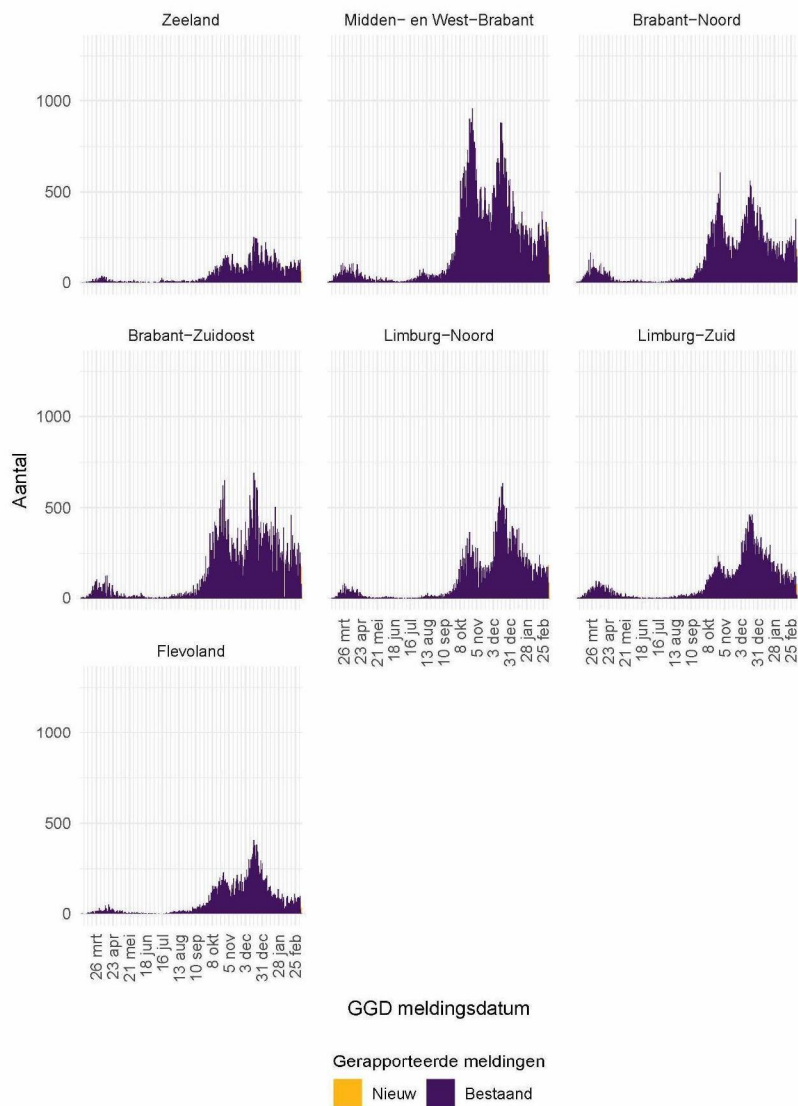 Zeeland
Midden- en West-Brabant
Brabant-Noord
1000
500
0
Brabant-Zuidoost
Limburg-Noord
Limburg-Zuid
1000
500
0
Aantal
26 mrt
23 apr
21 mei
18 jun
16 jul
13 aug
10 sep
8 okt
5 nov
3 dec
31 dec
28 jan
25 feb
26 mrt
23 apr
21 mei
18 jun
16 jul
13 aug
10 sep
8 okt
5 nov
3 dec
31 dec
28 jan
25 feb
Flevoland
1000
500
0
26 mrt
23 apr
21 mei
18 jun
16 jul
13 aug
10 sep
8 okt
5 nov
3 dec
31 dec
28 jan
25 feb
GGD meldingsdatum
Gerapporteerde meldingen
Nieuw Bestaand